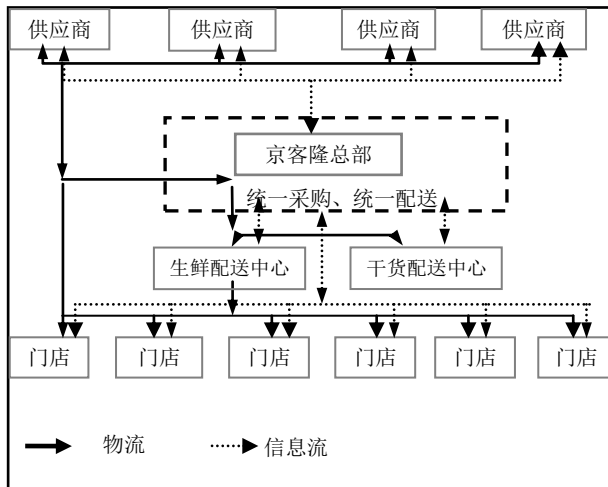 供应商 供应商 供应商 供应商
京客隆总部
统一采购、统一配送
生鲜配送中心 干货配送中心
门店 门店 门店 门店 门店 门店
物流 信息流